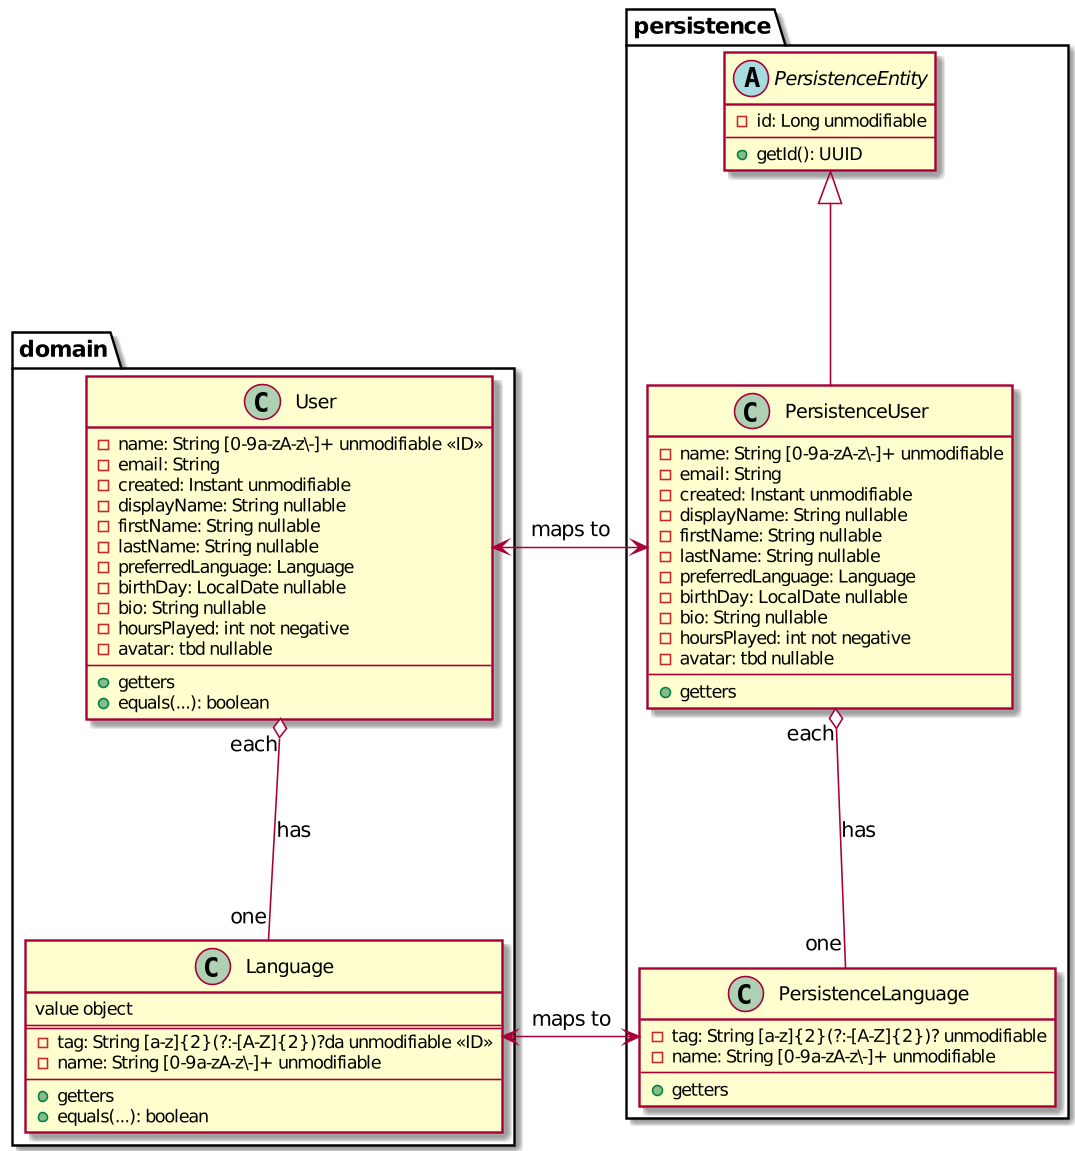 persistence
A PersistenceEntity
id: Long unmodifiable
getId(): UUID
domain
C User
name: String [0-9a-zA-z\-]+ unmodifiable «ID»
email: String
created: Instant unmodifiable
displayName: String nullable
firstName: String nullable
lastName: String nullable
preferredLanguage: Language
birthDay: LocalDate nullable
bio: String nullable
hoursPlayed: int not negative
avatar: tbd nullable
getters
equals(...): boolean
maps to
C PersistenceUser
name: String [0-9a-zA-z\-]+ unmodifiable
email: String
created: Instant unmodifiable
displayName: String nullable
firstName: String nullable
lastName: String nullable
preferredLanguage: Language
birthDay: LocalDate nullable
bio: String nullable
hoursPlayed: int not negative
avatar: tbd nullable
getters
each
has
one
each
has
one
C Language
value object
tag: String [a-z]{2}(?:-[A-Z]{2})?da unmodifiable «ID»
name: String [0-9a-zA-z\-]+ unmodifiable
getters
equals(...): boolean
maps to
C PersistenceLanguage
tag: String [a-z]{2}(?:-[A-Z]{2})? unmodifiable
name: String [0-9a-zA-z\-]+ unmodifiable
getters